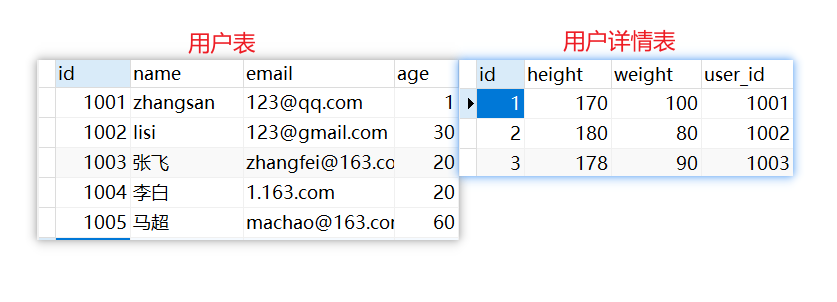 用户表 用户详情表
id name email age id height weight user_id
1001 zhangsan 123@qq.com 1 1 170 100 1001
1002 lisi 123@gmail.com 30 2 180 80 1002
1003 张飞 zhangfei@163.co 20 3 178 90 1003
1004 李白 1.163.com 20
1005 马超 machao@163.con 60